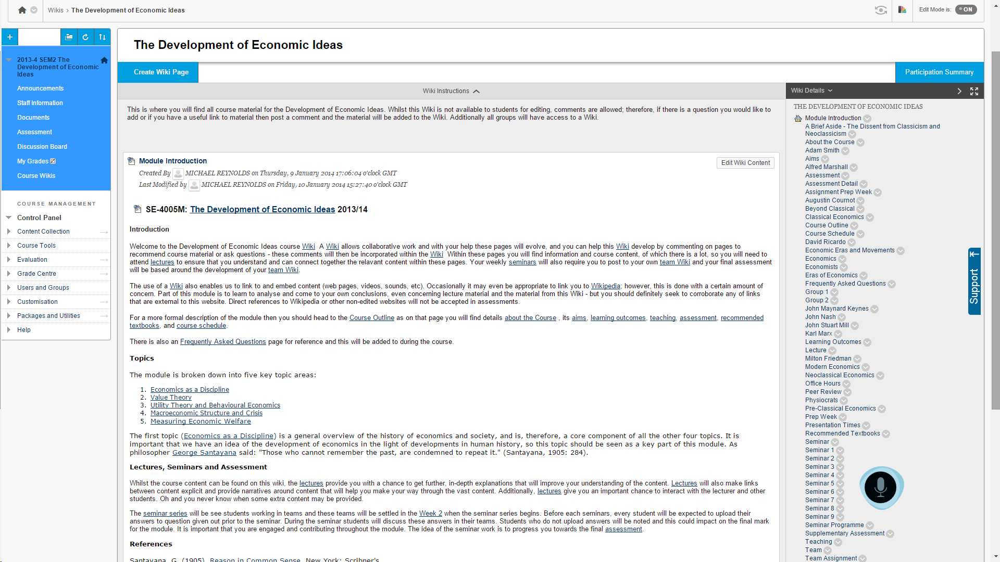 Wikis > The Development of Economic Ideas
Edit Mode is: ON
2013-4 SEM2 The
Development of Economic
Ideas
Announcements
Staff Information
Documents
Assessment
Discussion Board
My Grades
Course Wikis
COURSE MANAGEMENT
Control Panel
Content Collection
Course Tools
Evaluation
Grade Centre
Users and Groups
Customisation
Packages and Utilities
Help
The Development of Economic Ideas
Create Wiki Page
Participation Summary
Wiki Instructions
This is where you will find all course material for the Development of Economic Ideas. Whilst this Wiki is not available to students for editing, comments are allowed; therefore, if there is a question you would like to
add or if you have a useful link to material then post a comment and the material will be added to the Wiki. Additionally all groups will have access to a Wiki.
Module Introduction
Edit Wiki Content
Created By MICHAEL REYNOLDS on Thursday, 9 January 2014 17:06:04 o'clock GMT
Last Modified by MICHAEL REYNOLDS on Friday, 10 January 2014 15:27:40 o'clock GMT
SE-4005M: The Development of Economic Ideas 2013/14
Introduction
Welcome to the Development of Economic Ideas course Wiki A Wiki allows collaborative work and with your help these pages will evolve, and you can help this Wiki develop by commenting on pages to
recommend course material or ask questions - these comments will then be incorporated within the Wiki Within these pages you will find information and course content, of which there is a lot, so you will need to
attend lectures to ensure that you understand and can connect together the relevant content within these pages. Your weekly seminars will also require you to post to your own team Wiki and your final assessment
will be based around the development of your team Wiki.
The use of a Wiki also enables us to link to and embed content (web pages, videos, sounds, etc). Occasionally it may even be appropriate to link you to Wikipedia; however, this is done with a certain amount of
concern. Part of this module is to learn to analyse and come to your own conclusions, even concerning lecture material and the material from this Wiki - but you should definitely seek to corroborate any of links
that are external to this website. Direct references to Wikipedia or other non-edited websites will not be accepted in assessments.
For a more formal description of the module then you should head to the Course Outline as on that page you will find details about the Course , its aims, learning outcomes, teaching, assessment, recommended
textbooks, and course schedule.
There is also an Frequently Asked Questions page for reference and this will be added to during the course.
Topics
The module is broken down into five key topic areas:
1. Economics as a Discipline
2. Value Theory
3. Utility Theory and Behavioural Economics
4. Macroeconomic Structure and Crisis
5. Measuring Economic Welfare
The first topic (Economics as a Discipline) is a general overview of the history of economics and society, and is, therefore, a core component of all the other four topics. It is
important that we have an idea of the development of economics in the light of developments in human history, so this topic should be seen as a key part of this module. As
philosopher George Santayana said: "Those who cannot remember the past, are condemned to repeat it." (Santayana, 1905: 284).
Lectures, Seminars and Assessment
Whilst the course content can be found on this wiki, the lectures provide you with a chance to get further, in-depth explanations that will improve your understanding of the content. Lectures will also make links
between content explicit and provide narratives around content that will help you make your way through the vast content. Additionally, lectures give you an important chance to interact with the lecturer and other
students. Oh and you never know when some extra content may be provided.
The seminar series will be see students working in teams and these teams will be settled in the Week 2 when the seminar series begins. Before each seminars, every student will be expected to upload their
answers to question given out prior to the seminar. During the seminar students will discuss these answers in their teams. Students who do not upload answers will be noted and this could impact on the final mark
for the module. It is important that you are engaged and contributing throughout the module. The idea of the seminar work is to progress you towards the final assessment.
References
Santayana, G. (1905). Reason in Common Sense. New York: Scribner's
Wiki Details
THE DEVELOPMENT OF ECONOMIC IDEAS
Module Introduction
A Brief Aside - The Dissent from Classicism and
Neoclassicism
About the Course
Adam Smith
Aims
Alfred Marshall
Assessment
Assessment Detail
Assignment Prep Week
Augustin Cournot
Beyond Classical
Classical Economics
Course Outline
Course Schedule
David Ricardo
Economic Eras and Movements
Economics
Economists
Eras of Economics
Frequently Asked Questions
Group 1
Group 2
John Maynard Keynes
John Nash
John Stuart Mill
Karl Marx
Learning Outcomes
Lecture
Milton Friedman
Modern Economics
Neoclassical Economics
Office Hours
Peer Review
Physiocrats
Pre-Classical Economics
Prep Week
Presentation Times
Recommended Textbooks
Seminar
Seminar 1
Seminar 2
Seminar 3
Seminar 4
Seminar 5
Seminar 6
Seminar 7
Seminar 8
Seminar 9
Seminar Programme
Supplementary Assessment
Teaching
Team
Team Assignment
Support